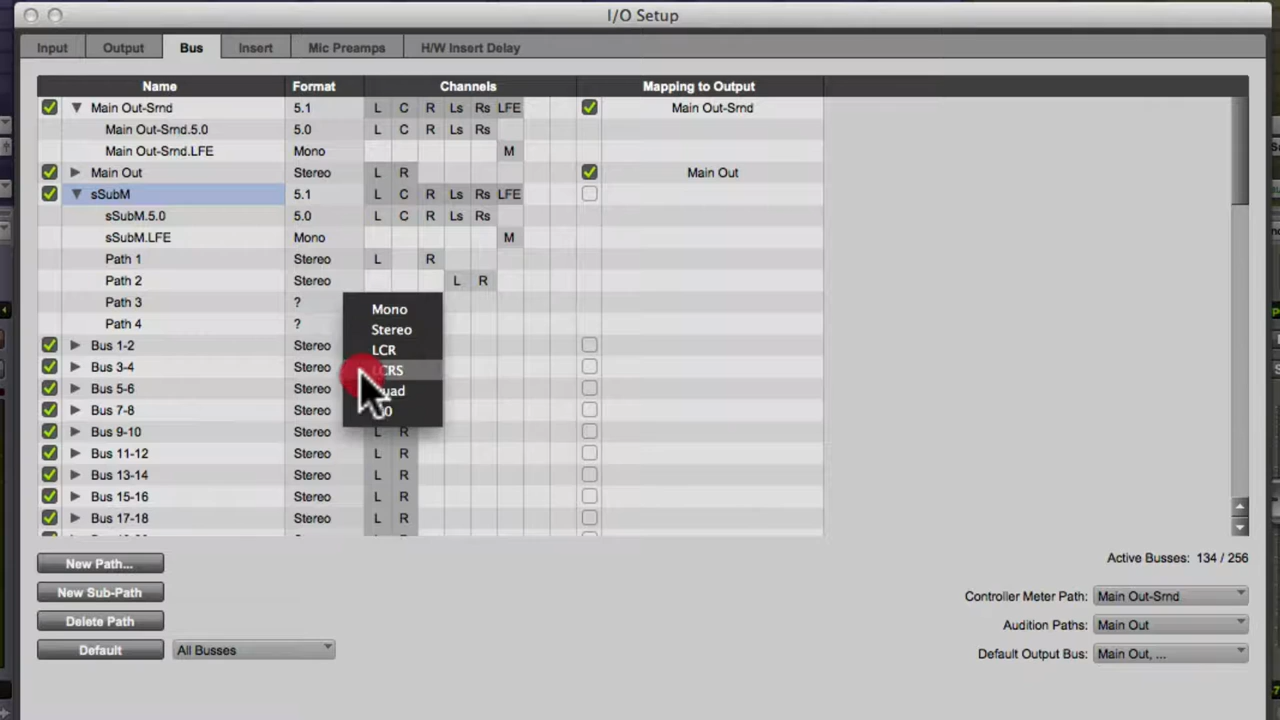 I/O Setup
Input Output Bus Insert Mic Preamps H/W Insert Delay
Name Format Channels Mapping to Output
Main Out-Srnd 5.1 L C R Ls Rs LFE Main Out-Srnd
Main Out-Srnd.5.0 5.0 L C R Ls Rs
Main Out-Srnd.LFE Mono M
Main Out Stereo L R Main Out
sSubM 5.1 L C R Ls Rs LFE
sSubM.5.0 5.0 L C R Ls Rs
sSubM.LFE Mono M
Path 1 Stereo L R
Path 2 Stereo L R
Path 3 ?
Path 4 ?
Mono
Stereo
LCR
LCRS
Bus 1-2 Stereo
Bus 3-4 Stereo
Bus 5-6 Stereo
Bus 7-8 Stereo
Bus 9-10 Stereo L R
Bus 11-12 Stereo L R
Bus 13-14 Stereo L R
Bus 15-16 Stereo L R
Bus 17-18 Stereo L R
New Path...
New Sub-Path
Delete Path
Default All Busses
Active Busses: 134 / 256
Controller Meter Path: Main Out-Srnd
Audition Paths: Main Out
Default Output Bus: Main Out, ...